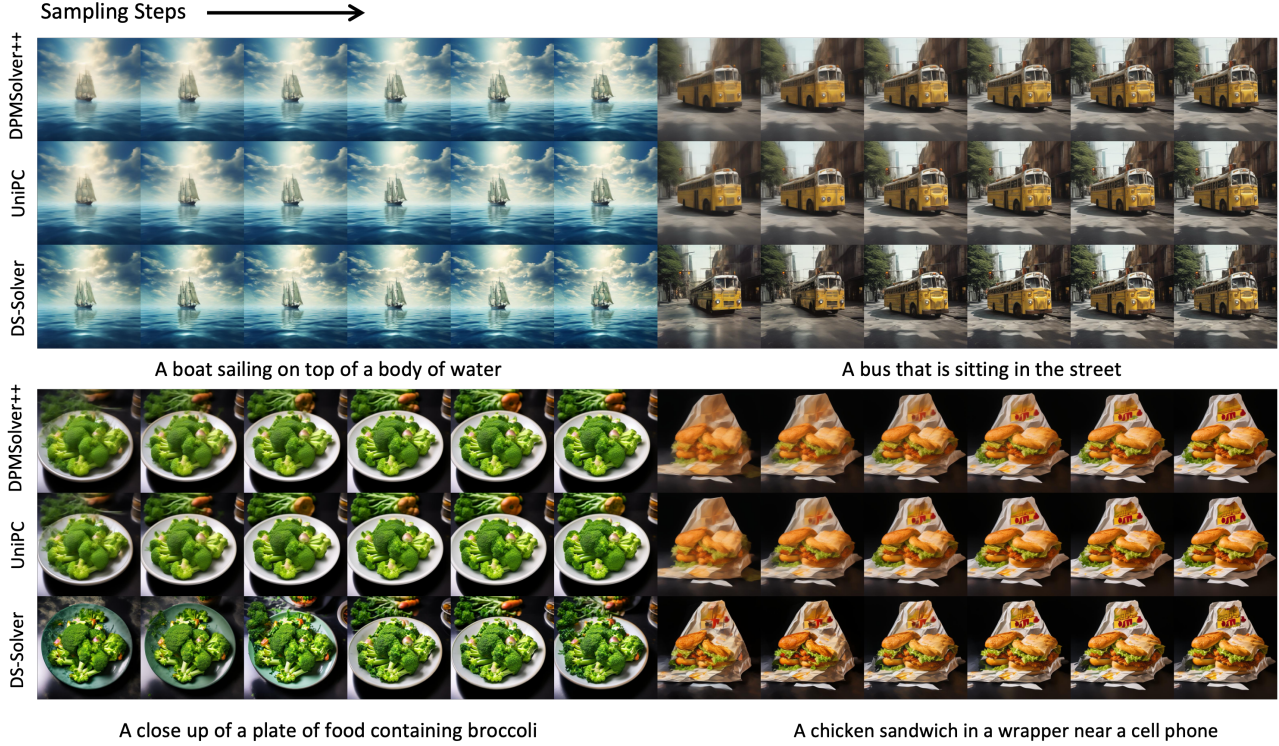 Sampling Steps
DPMSolver++
UniPC
DS-Solver
A boat sailing on top of a body of water
A bus that is sitting in the street
DPMSolver++
UniPC
DS-Solver
A close up of a plate of food containing broccoli
A chicken sandwich in a wrapper near a cell phone